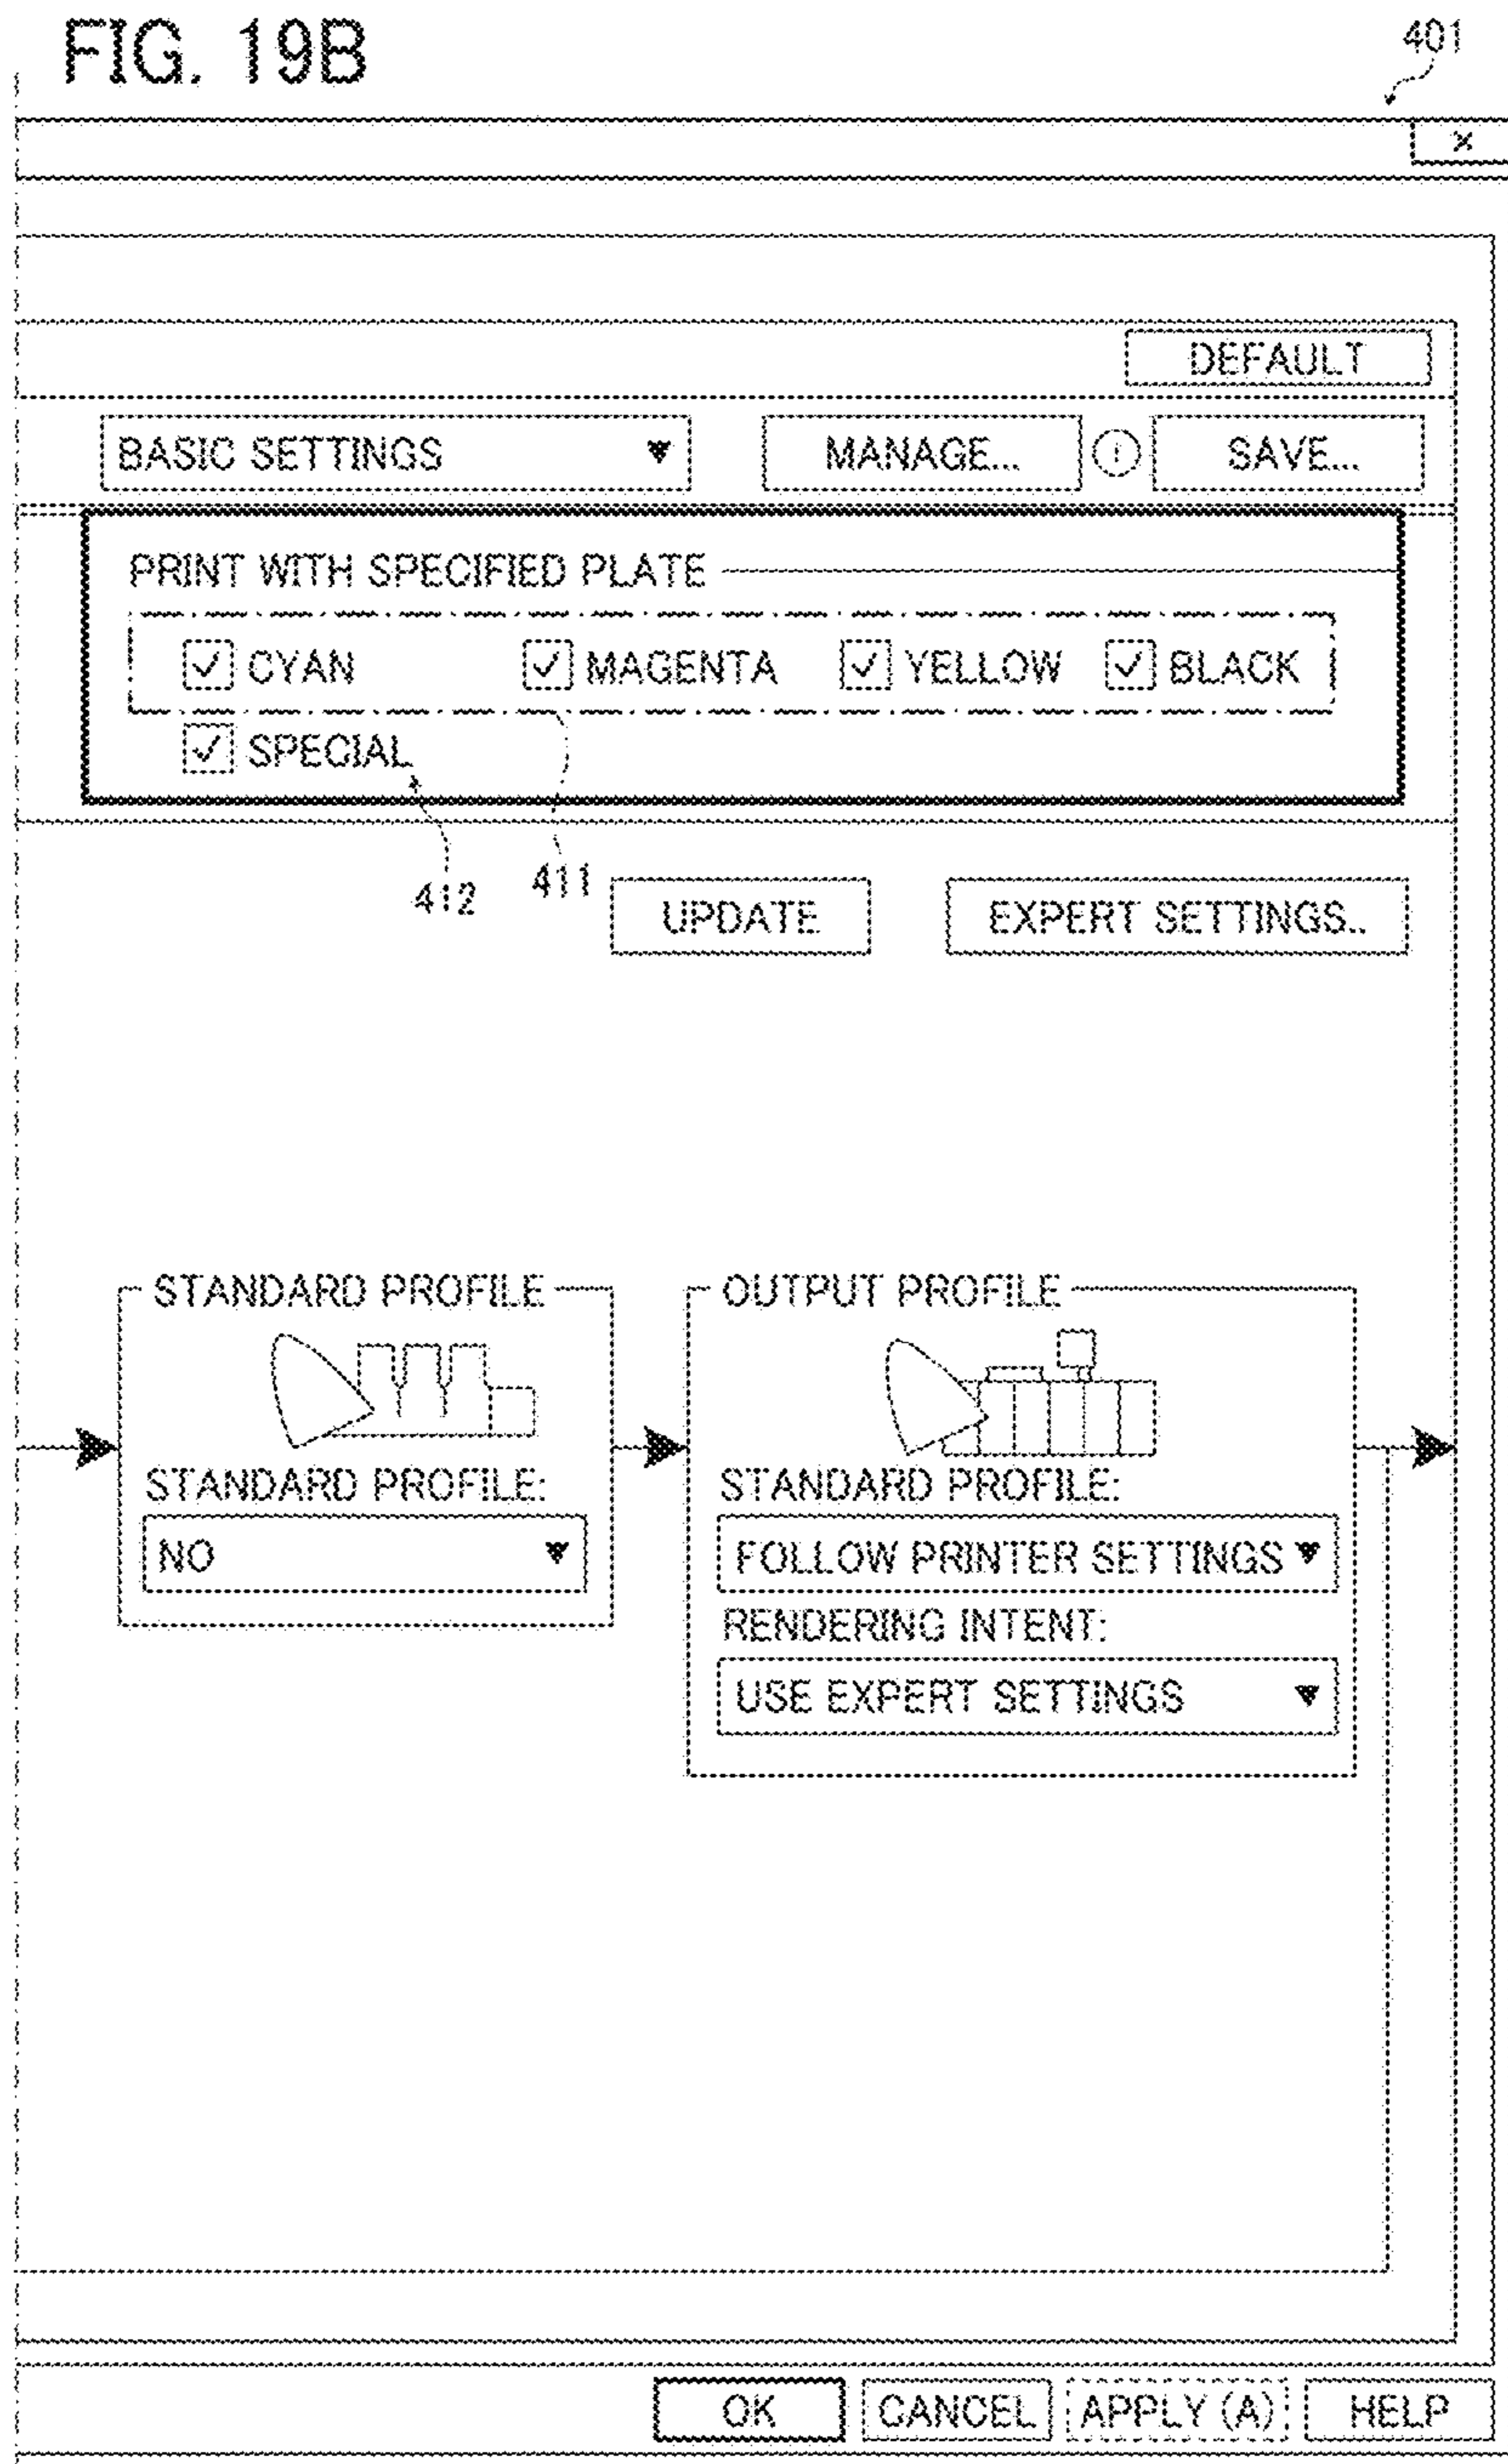 FIG. 19B
401
×
DEFAULT
BASIC SETTINGS ▼ MANAGE... i SAVE...
PRINT WITH SPECIFIED PLATE
CYAN MAGENTA YELLOW BLACK
SPECIAL
412 411
UPDATE EXPERT SETTINGS..
STANDARD PROFILE
STANDARD PROFILE:
NO ▼
OUTPUT PROFILE
STANDARD PROFILE:
FOLLOW PRINTER SETTINGS ▼
RENDERING INTENT:
USE EXPERT SETTINGS ▼
OK CANCEL APPLY (A) HELP